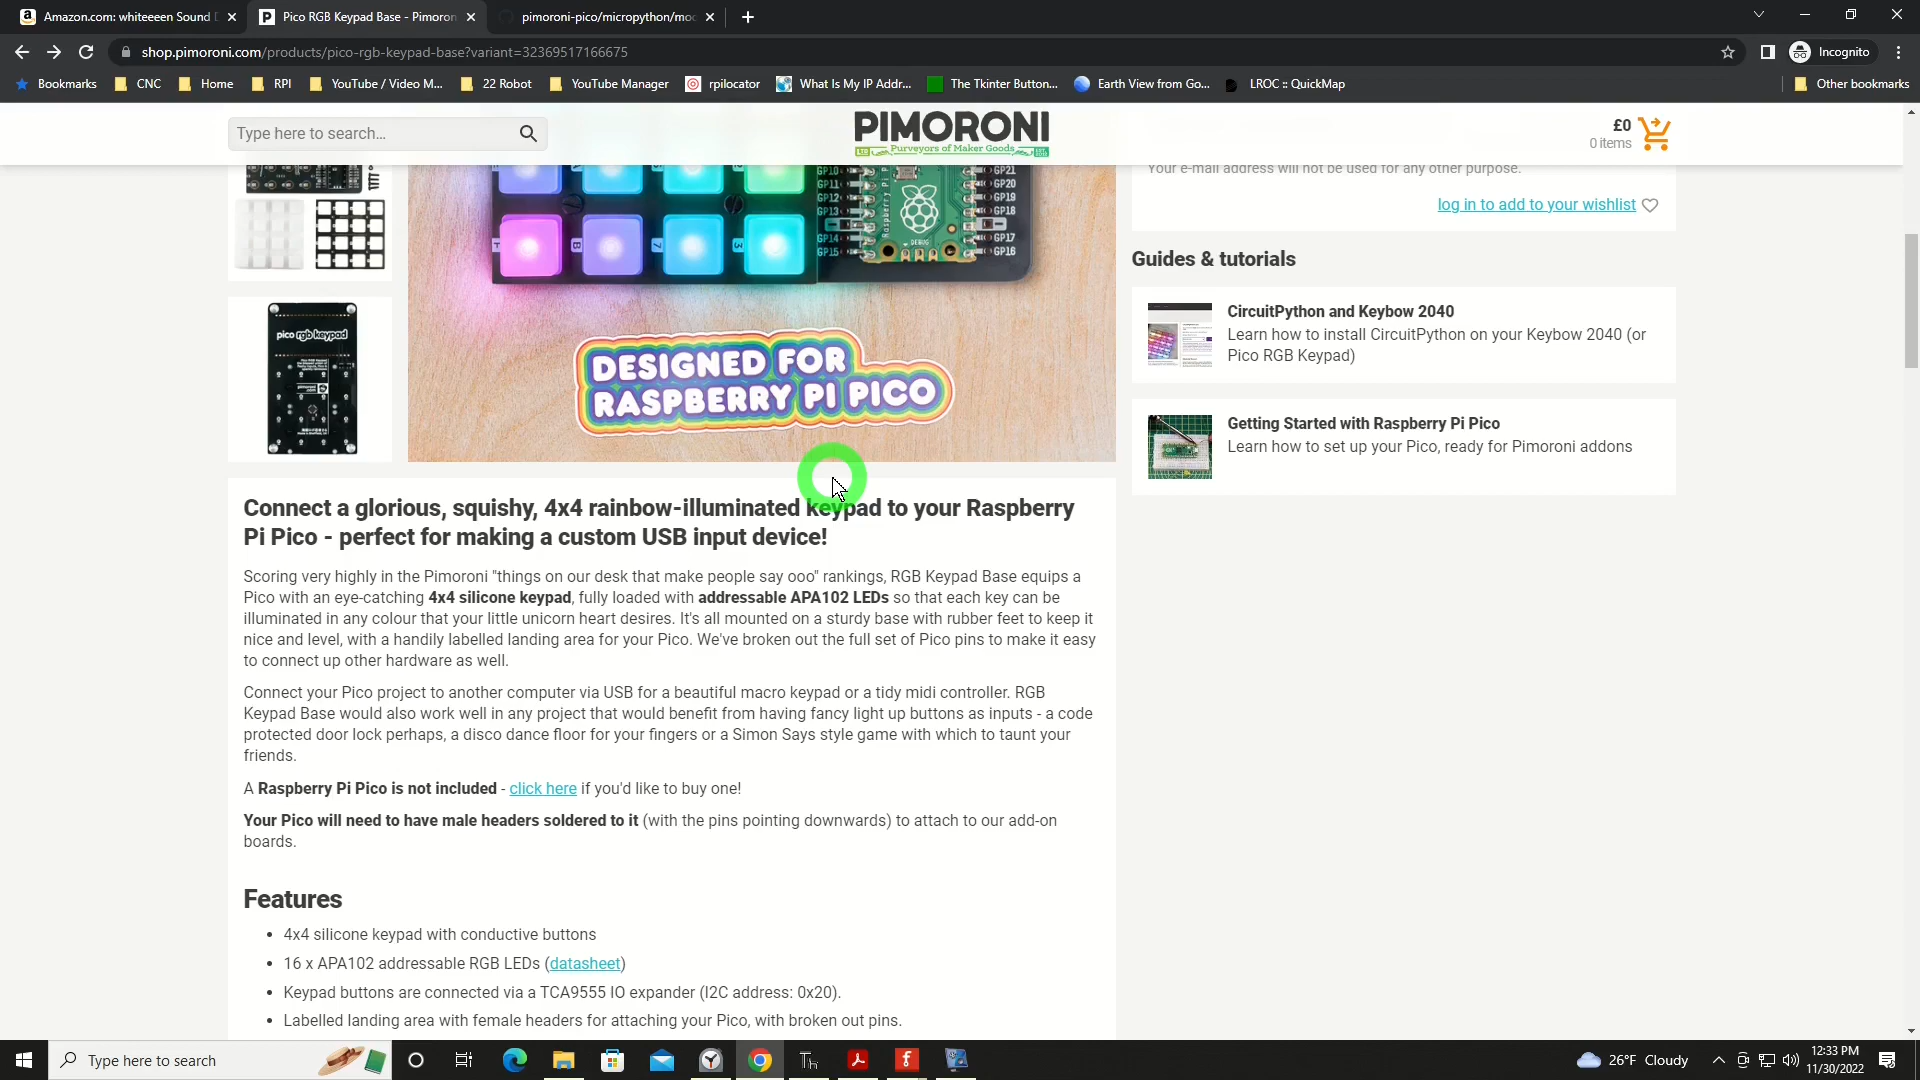 Amazon.com: whiteeeen Sound D
Pico RGB Keypad Base - Pimoron
pimoroni-pico/micropython/mod
shop.pimoroni.com/products/pico-rgb-keypad-base?variant=32369517166675
Incognito
Bookmarks
CNC
Home
RPI
YouTube / Video M...
22 Robot
YouTube Manager
rpilocator
What Is My IP Addr...
The Tkinter Button...
Earth View from Go...
LROC :: QuickMap
Other bookmarks
Type here to search...
PIMORONI
Purveyors of Maker Goods
£0
0 items
Your e-mail address will not be used for any other purpose.
log in to add to your wishlist
GP10
GP11
GP12
GP13
GP14
GP15
Raspberry Pi
DEBUG
GP21
GP20
GP19
GP18
GP17
GP16
B
7
3
pico rgb keypad
DESIGNED FOR
RASPBERRY PI PICO
Guides & tutorials
CircuitPython and Keybow 2040
Learn how to install CircuitPython on your Keybow 2040 (or
Pico RGB Keypad)
Getting Started with Raspberry Pi Pico
Learn how to set up your Pico, ready for Pimoroni addons
Connect a glorious, squishy, 4x4 rainbow-illuminated keypad to your Raspberry
Pi Pico - perfect for making a custom USB input device!
Scoring very highly in the Pimoroni "things on our desk that make people say ooo" rankings, RGB Keypad Base equips a
Pico with an eye-catching 4x4 silicone keypad, fully loaded with addressable APA102 LEDs so that each key can be
illuminated in any colour that your little unicorn heart desires. It's all mounted on a sturdy base with rubber feet to keep it
nice and level, with a handily labelled landing area for your Pico. We've broken out the full set of Pico pins to make it easy
to connect up other hardware as well.
Connect your Pico project to another computer via USB for a beautiful macro keypad or a tidy midi controller. RGB
Keypad Base would also work well in any project that would benefit from having fancy light up buttons as inputs - a code
protected door lock perhaps, a disco dance floor for your fingers or a Simon Says style game with which to taunt your
friends.
A Raspberry Pi Pico is not included - click here if you'd like to buy one!
Your Pico will need to have male headers soldered to it (with the pins pointing downwards) to attach to our add-on
boards.
Features
• 4x4 silicone keypad with conductive buttons
• 16 x APA102 addressable RGB LEDs (datasheet)
• Keypad buttons are connected via a TCA9555 IO expander (I2C address: 0x20).
• Labelled landing area with female headers for attaching your Pico, with broken out pins.
Type here to search
26°F Cloudy
12:33 PM
11/30/2022